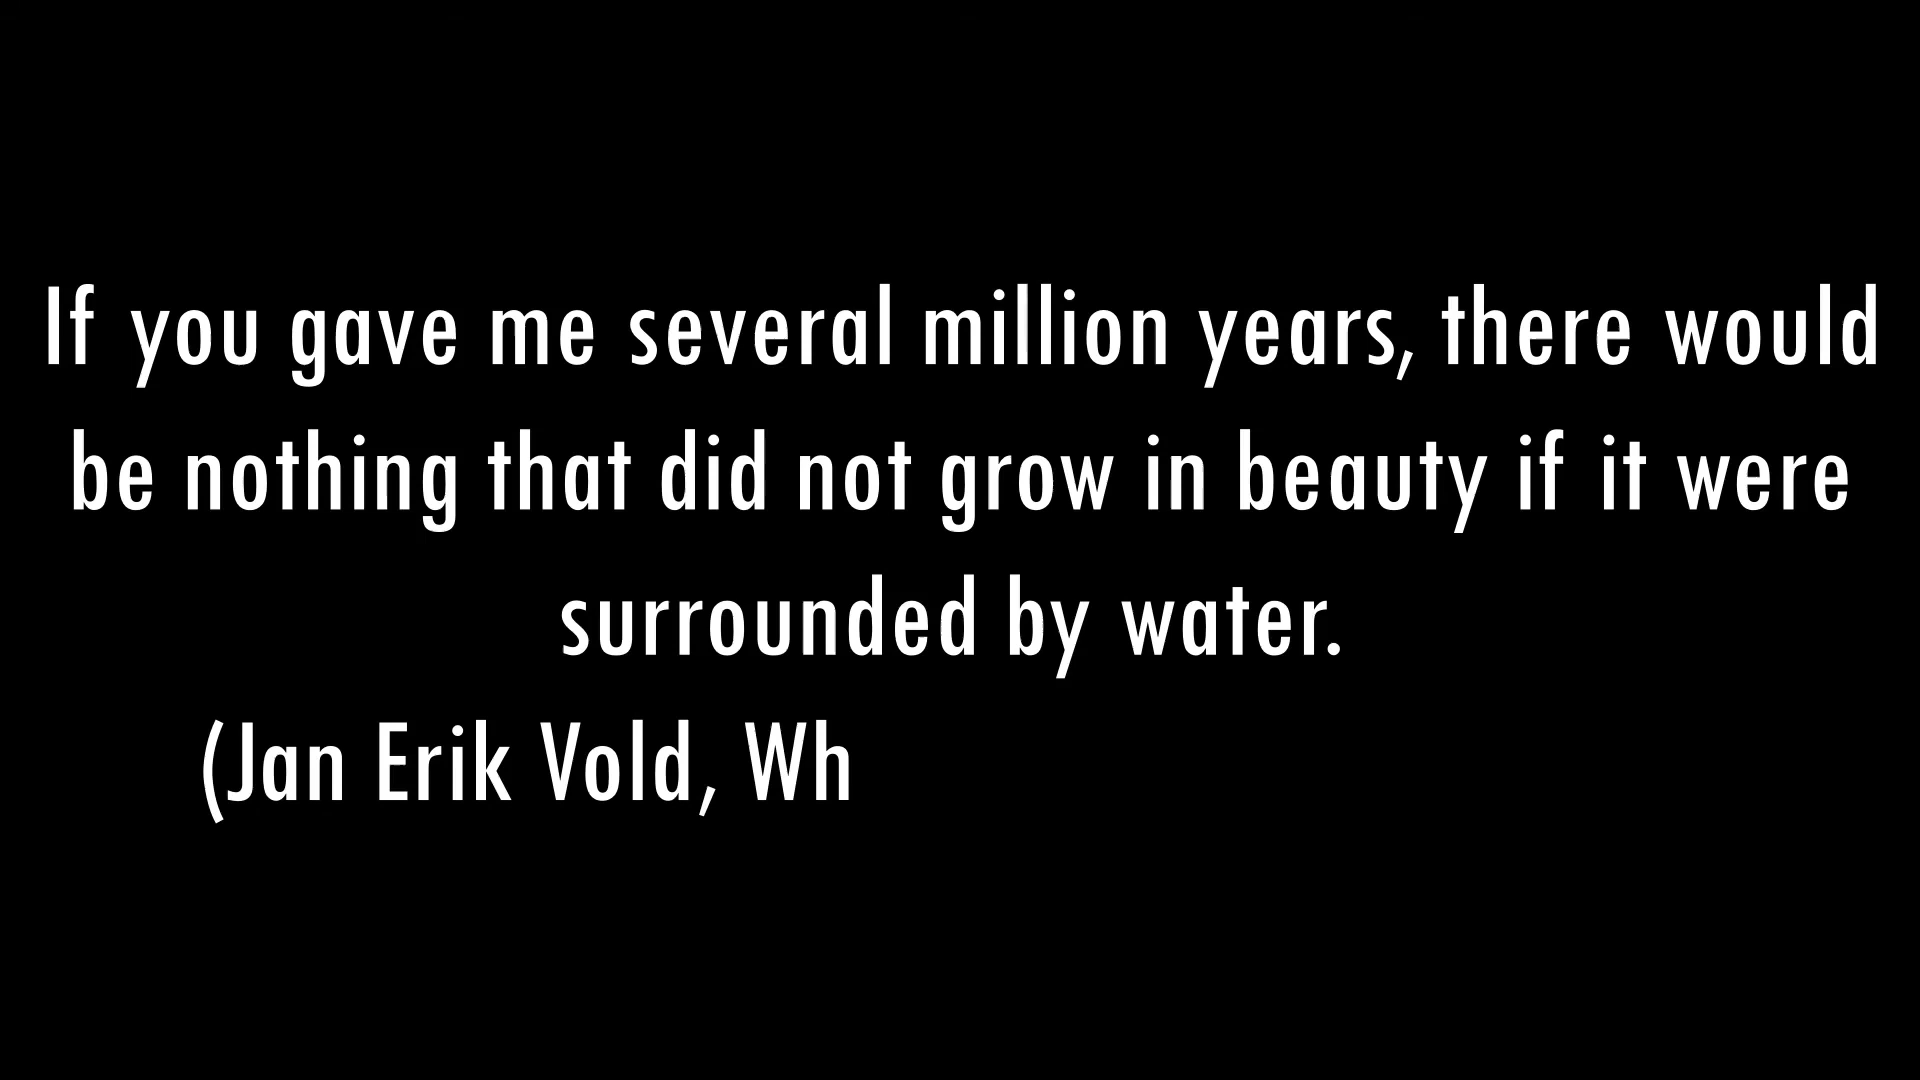 If you gave me several million years, there would
be nothing that did not grow in beauty if it were
surrounded by water.
(Jan Erik Vold, Wh